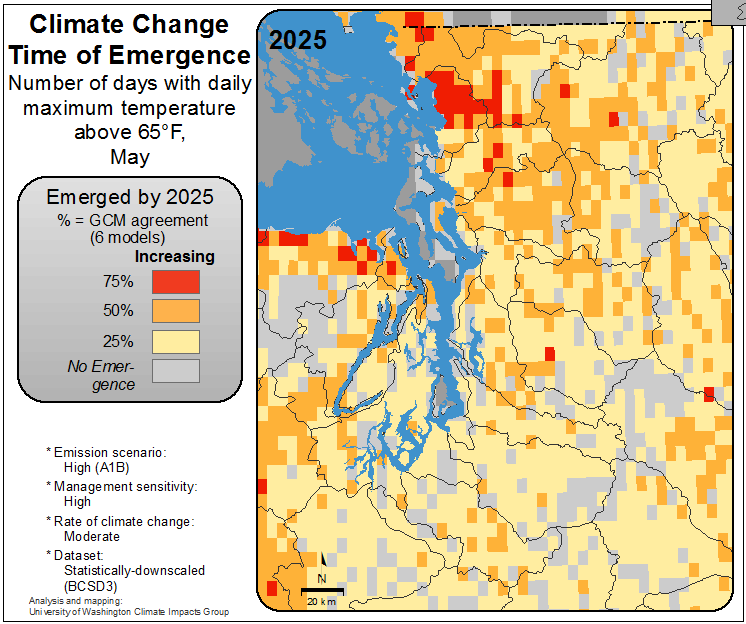 Climate Change
Time of Emergence
Number of days with daily
maximum temperature
above 65°F,
May
Emerged by 2025
% = GCM agreement
(6 models)
Increasing
75%
50%
25%
No Emer-
gence
* Emission scenario:
High (A1B)
* Management sensitivity:
High
* Rate of climate change:
Moderate
* Dataset:
Statistically-downscaled
(BCSD3)
Analysis and mapping:
University of Washington Climate Impacts Group
2025
N
20 km